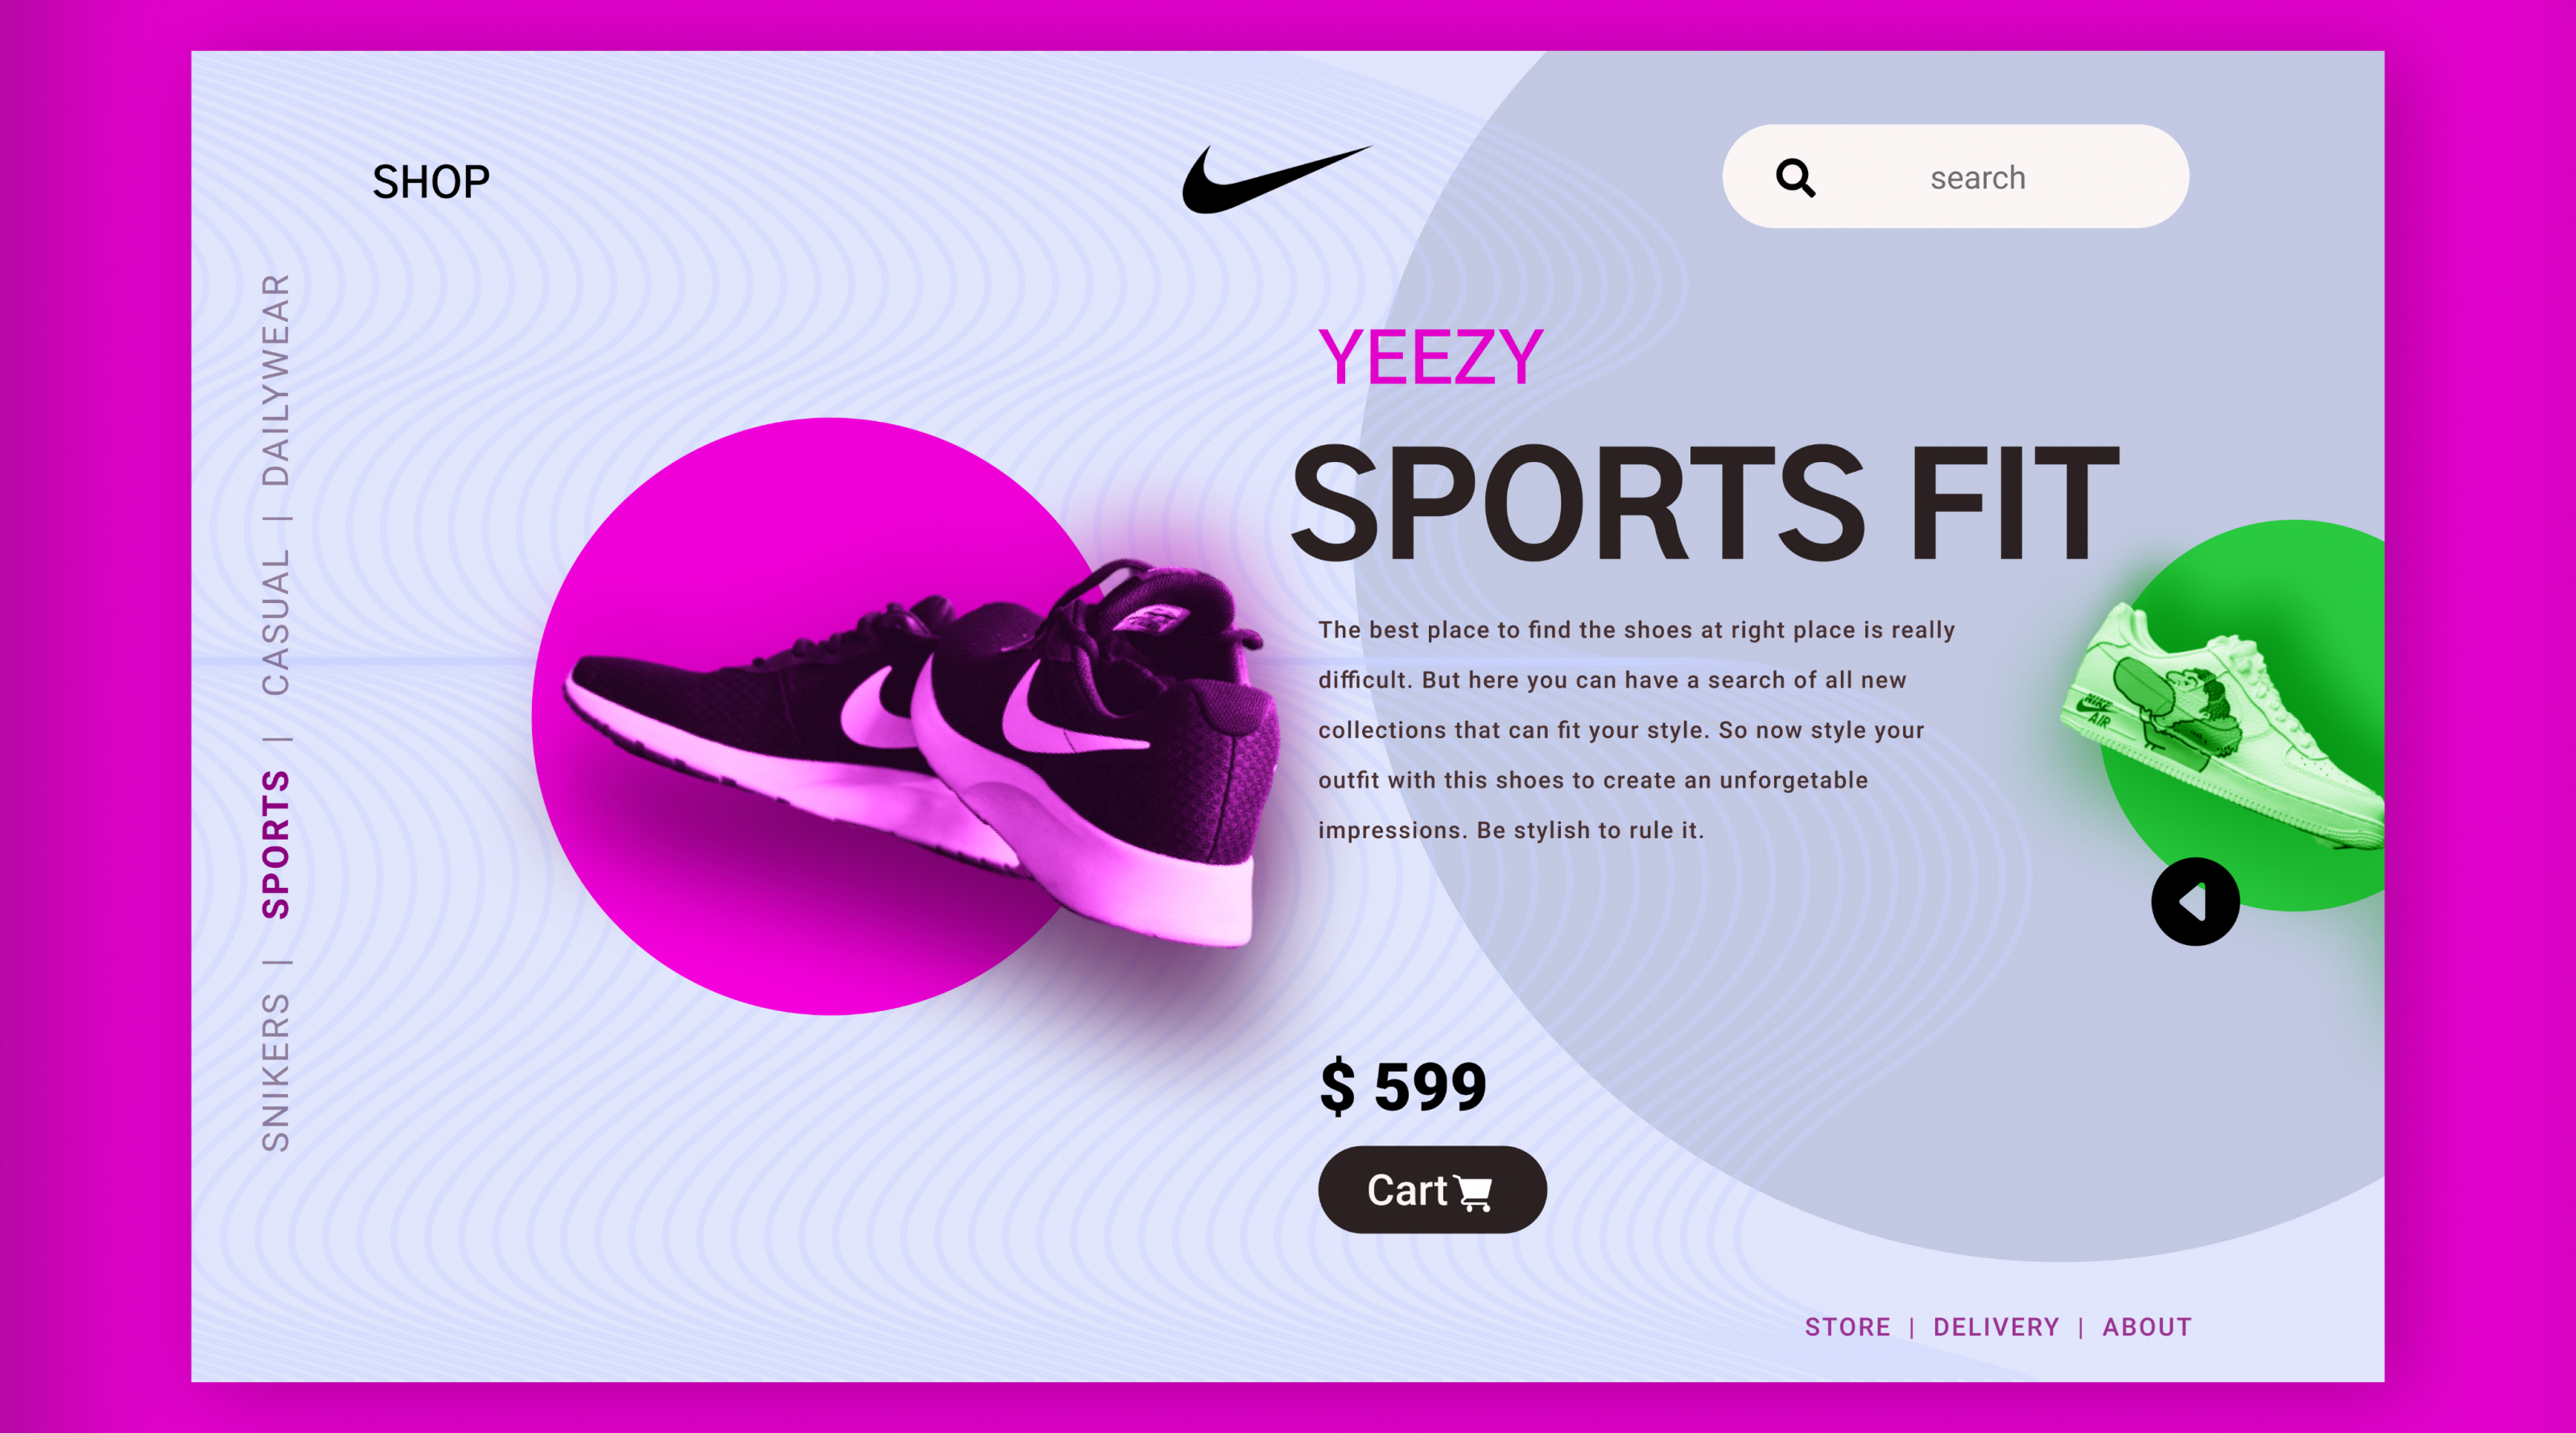 SHOP
search
SNIKERS | SPORTS | CASUAL | DAILYWEAR
YEEZY
SPORTS FIT
The best place to find the shoes at right place is really
difficult. But here you can have a search of all new
collections that can fit your style. So now style your
outfit with this shoes to create an unforgetable
impressions. Be stylish to rule it.
NIKE
AIR
$ 599
Cart
STORE | DELIVERY | ABOUT